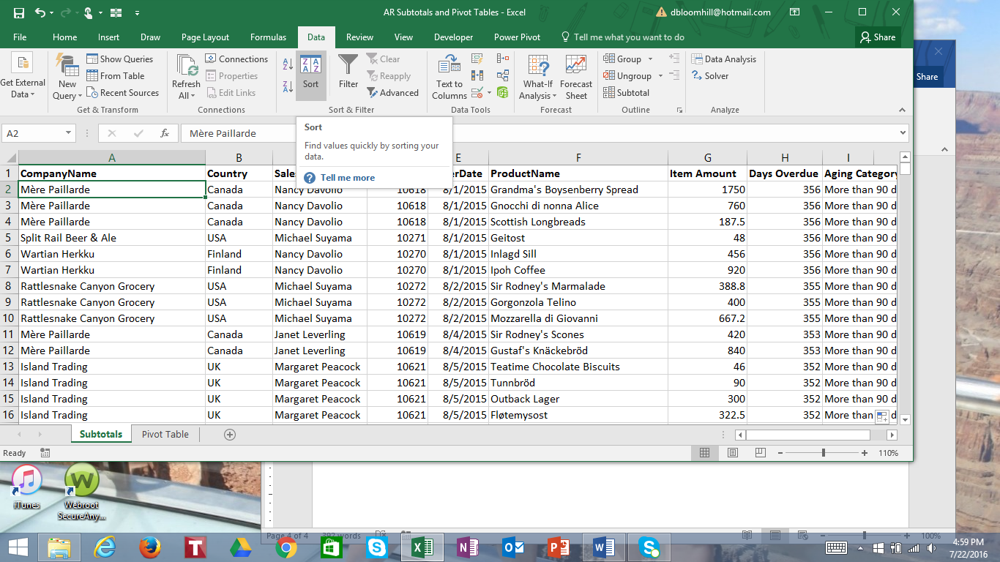 AR Subtotals and Pivot Tables - Excel
dbloomhill@hotmail.com
File Home Insert Draw Page Layout Formulas Data Review View Developer Power Pivot Tell me what you want to do Share
Share
Get External Data
New Query
Show Queries
From Table
Recent Sources
Get & Transform
Refresh All
Connections
Properties
Edit Links
Connections
Sort
Filter
Clear
Reapply
Advanced
Sort & Filter
Text to Columns
Data Tools
What-If Analysis
Forecast Sheet
Forecast
Group
Ungroup
Subtotal
Outline
Data Analysis
Solver
Analyze
A2 fx Mère Paillarde
Sort
Find values quickly by sorting your
data.
Tell me more
A B E F G H I
1 CompanyName Country Sales erDate ProductName Item Amount Days Overdue Aging Category
2 Mère Paillarde Canada Nancy Davolio 10618 8/1/2015 Grandma's Boysenberry Spread 1750 356 More than 90 d
3 Mère Paillarde Canada Nancy Davolio 10618 8/1/2015 Gnocchi di nonna Alice 760 356 More than 90 d
4 Mère Paillarde Canada Nancy Davolio 10618 8/1/2015 Scottish Longbreads 187.5 356 More than 90 d
5 Split Rail Beer & Ale USA Michael Suyama 10271 8/1/2015 Geitost 48 356 More than 90 d
6 Wartian Herkku Finland Nancy Davolio 10270 8/1/2015 Inlagd Sill 456 356 More than 90 d
7 Wartian Herkku Finland Nancy Davolio 10270 8/1/2015 Ipoh Coffee 920 356 More than 90 d
8 Rattlesnake Canyon Grocery USA Michael Suyama 10272 8/2/2015 Sir Rodney's Marmalade 388.8 355 More than 90 d
9 Rattlesnake Canyon Grocery USA Michael Suyama 10272 8/2/2015 Gorgonzola Telino 400 355 More than 90 d
10 Rattlesnake Canyon Grocery USA Michael Suyama 10272 8/2/2015 Mozzarella di Giovanni 667.2 355 More than 90 d
11 Mère Paillarde Canada Janet Leverling 10619 8/4/2015 Sir Rodney's Scones 420 353 More than 90 d
12 Mère Paillarde Canada Janet Leverling 10619 8/4/2015 Gustaf's Knäckebröd 840 353 More than 90 d
13 Island Trading UK Margaret Peacock 10621 8/5/2015 Teatime Chocolate Biscuits 46 352 More than 90 d
14 Island Trading UK Margaret Peacock 10621 8/5/2015 Tunnbröd 90 352 More than 90 d
15 Island Trading UK Margaret Peacock 10621 8/5/2015 Outback Lager 300 352 More than 90 d
16 Island Trading UK Margaret Peacock 10621 8/5/2015 Fløtemysost 322.5 352 More than d
Subtotals Pivot Table
Ready 110%
iTunes
Webroot
SecureAny...
Page 4 of 4 392 words 100%
4:59 PM
7/22/2016